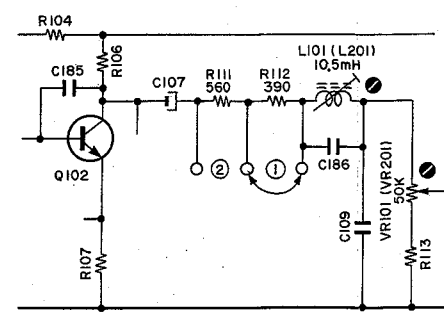 R104
R106
C185
Q102
R107
C107
R111
560
R112
390
L101 (L201)
10,5mH
②
①
C186
C109
VR101 (VR201)
50K
R113